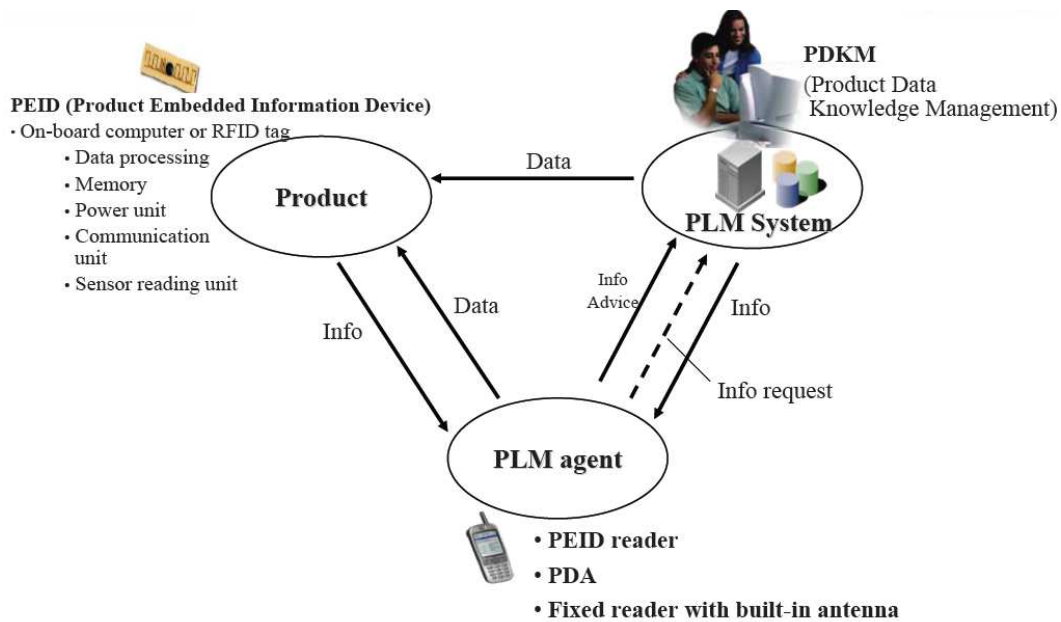 PDKM
(Product Data
Knowledge Management)
PEID (Product Embedded Information Device)
• On-board computer or RFID tag
• Data processing
• Memory
• Power unit
• Communication
unit
• Sensor reading unit
Product
Data
PLM System
Info
Data
Info
Advice
Info
Info request
PLM agent
• PEID reader
• PDA
• Fixed reader with built-in antenna